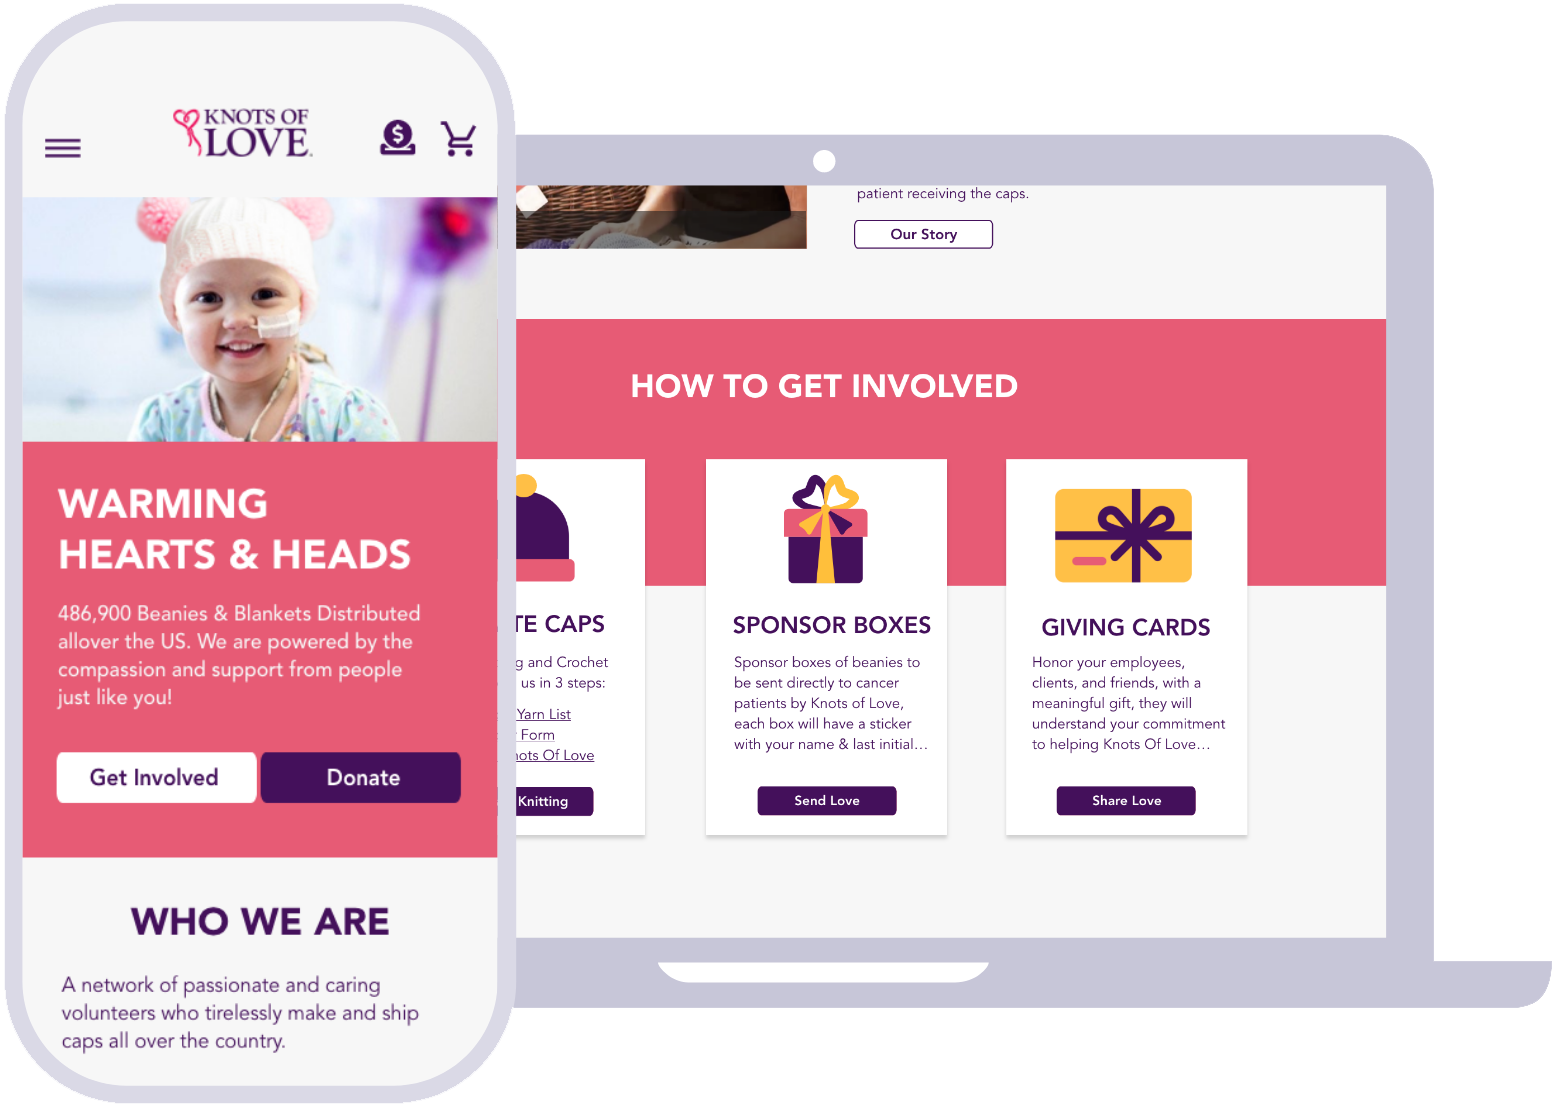 KNOTS OF
LOVE
$
WARMING
HEARTS & HEADS
486,900 Beanies & Blankets Distributed
allover the US. We are powered by the
compassion and support from people
just like you!
Get Involved
Donate
WHO WE ARE
A network of passionate and caring
volunteers who tirelessly make and ship
caps all over the country.
patient receiving the caps.
Our Story
HOW TO GET INVOLVED
TE CAPS
g and Crochet
us in 3 steps:
Yarn List
Form
nots Of Love
Knitting
SPONSOR BOXES
Sponsor boxes of beanies to
be sent directly to cancer
patients by Knots of Love,
each box will have a sticker
with your name & last initial...
Send Love
GIVING CARDS
Honor your employees,
clients, and friends, with a
meaningful gift, they will
understand your commitment
to helping Knots Of Love...
Share Love